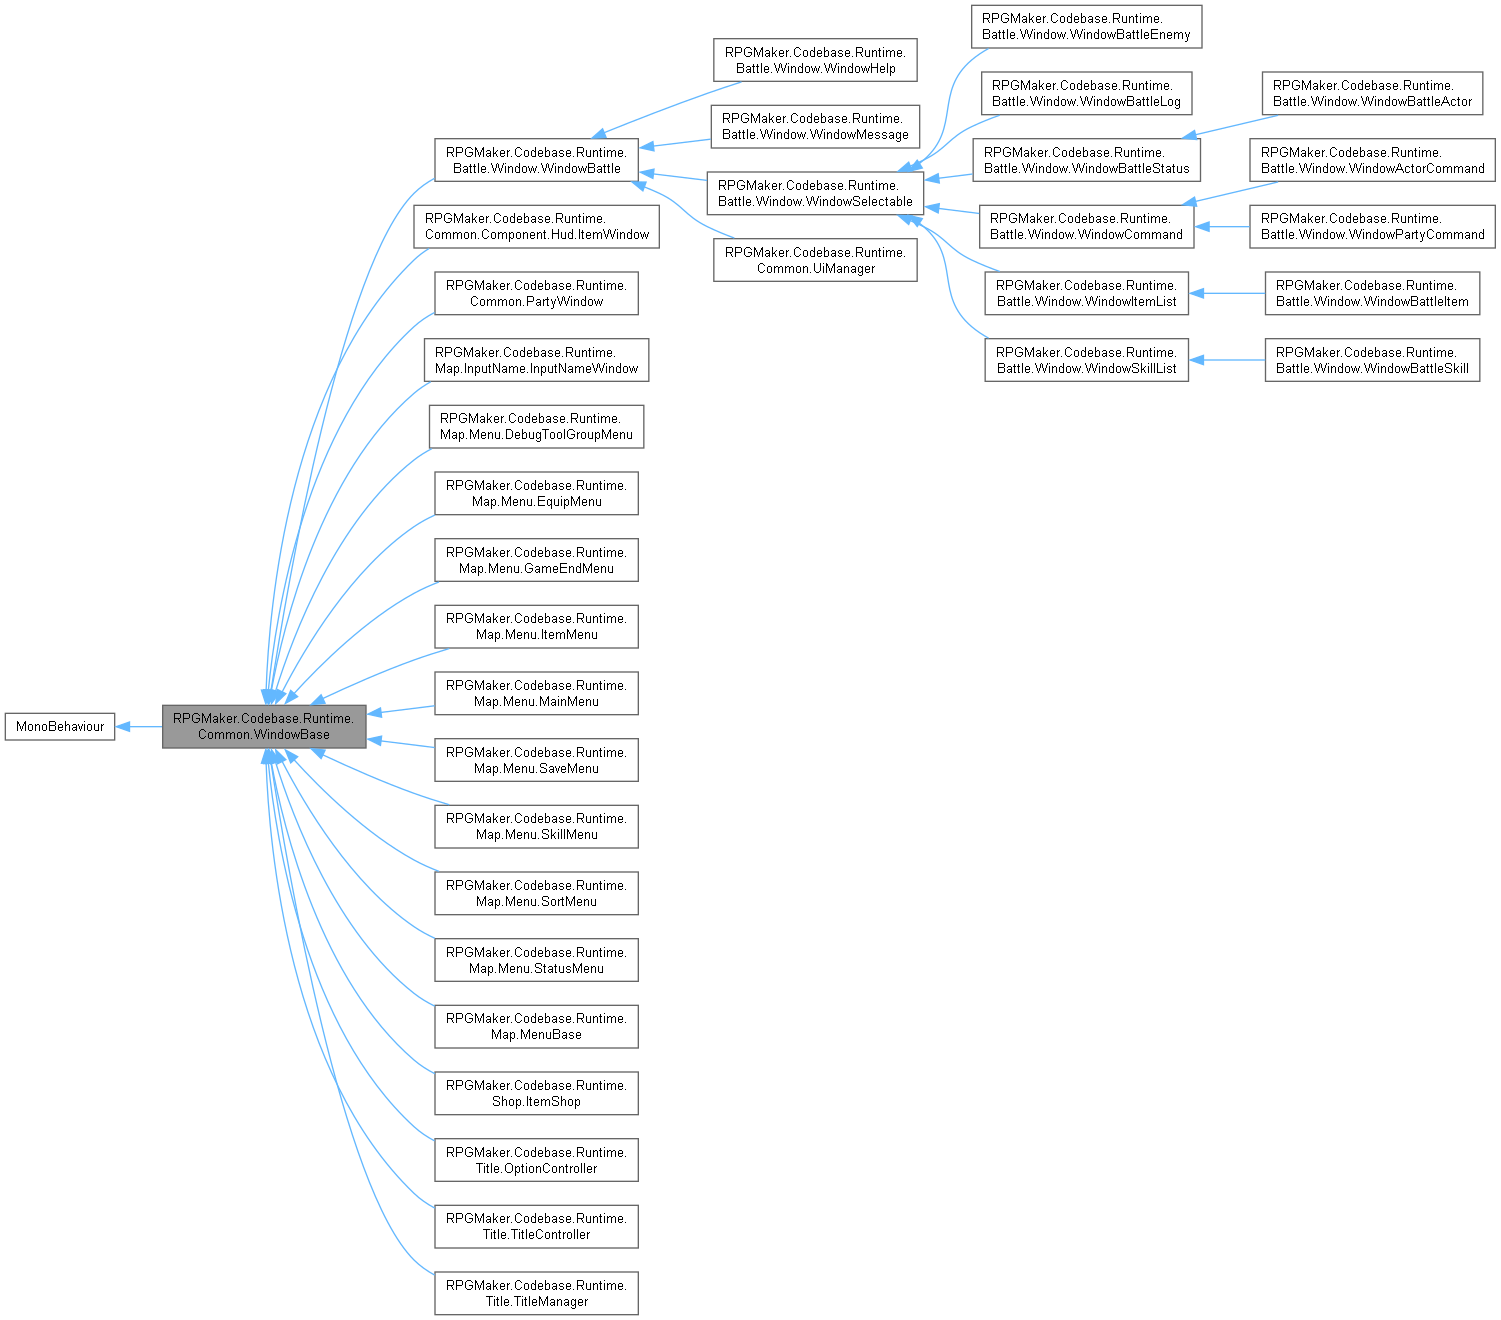 MonoBehaviour
RPGMaker.Codebase.Runtime.
Common.WindowBase
RPGMaker.Codebase.Runtime.
Battle.Window.WindowBattle
RPGMaker.Codebase.Runtime.
Common.Component.Hud.ItemWindow
RPGMaker.Codebase.Runtime.
Common.PartyWindow
RPGMaker.Codebase.Runtime.
Map.InputName.InputNameWindow
RPGMaker.Codebase.Runtime.
Map.Menu.DebugToolGroupMenu
RPGMaker.Codebase.Runtime.
Map.Menu.EquipMenu
RPGMaker.Codebase.Runtime.
Map.Menu.GameEndMenu
RPGMaker.Codebase.Runtime.
Map.Menu.ItemMenu
RPGMaker.Codebase.Runtime.
Map.Menu.MainMenu
RPGMaker.Codebase.Runtime.
Map.Menu.SaveMenu
RPGMaker.Codebase.Runtime.
Map.Menu.SkillMenu
RPGMaker.Codebase.Runtime.
Map.Menu.SortMenu
RPGMaker.Codebase.Runtime.
Map.Menu.StatusMenu
RPGMaker.Codebase.Runtime.
Map.MenuBase
RPGMaker.Codebase.Runtime.
Shop.ItemShop
RPGMaker.Codebase.Runtime.
Title.OptionController
RPGMaker.Codebase.Runtime.
Title.TitleController
RPGMaker.Codebase.Runtime.
Title.TitleManager
RPGMaker.Codebase.Runtime.
Battle.Window.WindowHelp
RPGMaker.Codebase.Runtime.
Battle.Window.WindowMessage
RPGMaker.Codebase.Runtime.
Battle.Window.WindowSelectable
RPGMaker.Codebase.Runtime.
Common.UiManager
RPGMaker.Codebase.Runtime.
Battle.Window.WindowBattleEnemy
RPGMaker.Codebase.Runtime.
Battle.Window.WindowBattleLog
RPGMaker.Codebase.Runtime.
Battle.Window.WindowBattleStatus
RPGMaker.Codebase.Runtime.
Battle.Window.WindowCommand
RPGMaker.Codebase.Runtime.
Battle.Window.WindowItemList
RPGMaker.Codebase.Runtime.
Battle.Window.WindowSkillList
RPGMaker.Codebase.Runtime.
Battle.Window.WindowBattleActor
RPGMaker.Codebase.Runtime.
Battle.Window.WindowActorCommand
RPGMaker.Codebase.Runtime.
Battle.Window.WindowPartyCommand
RPGMaker.Codebase.Runtime.
Battle.Window.WindowBattleItem
RPGMaker.Codebase.Runtime.
Battle.Window.WindowBattleSkill